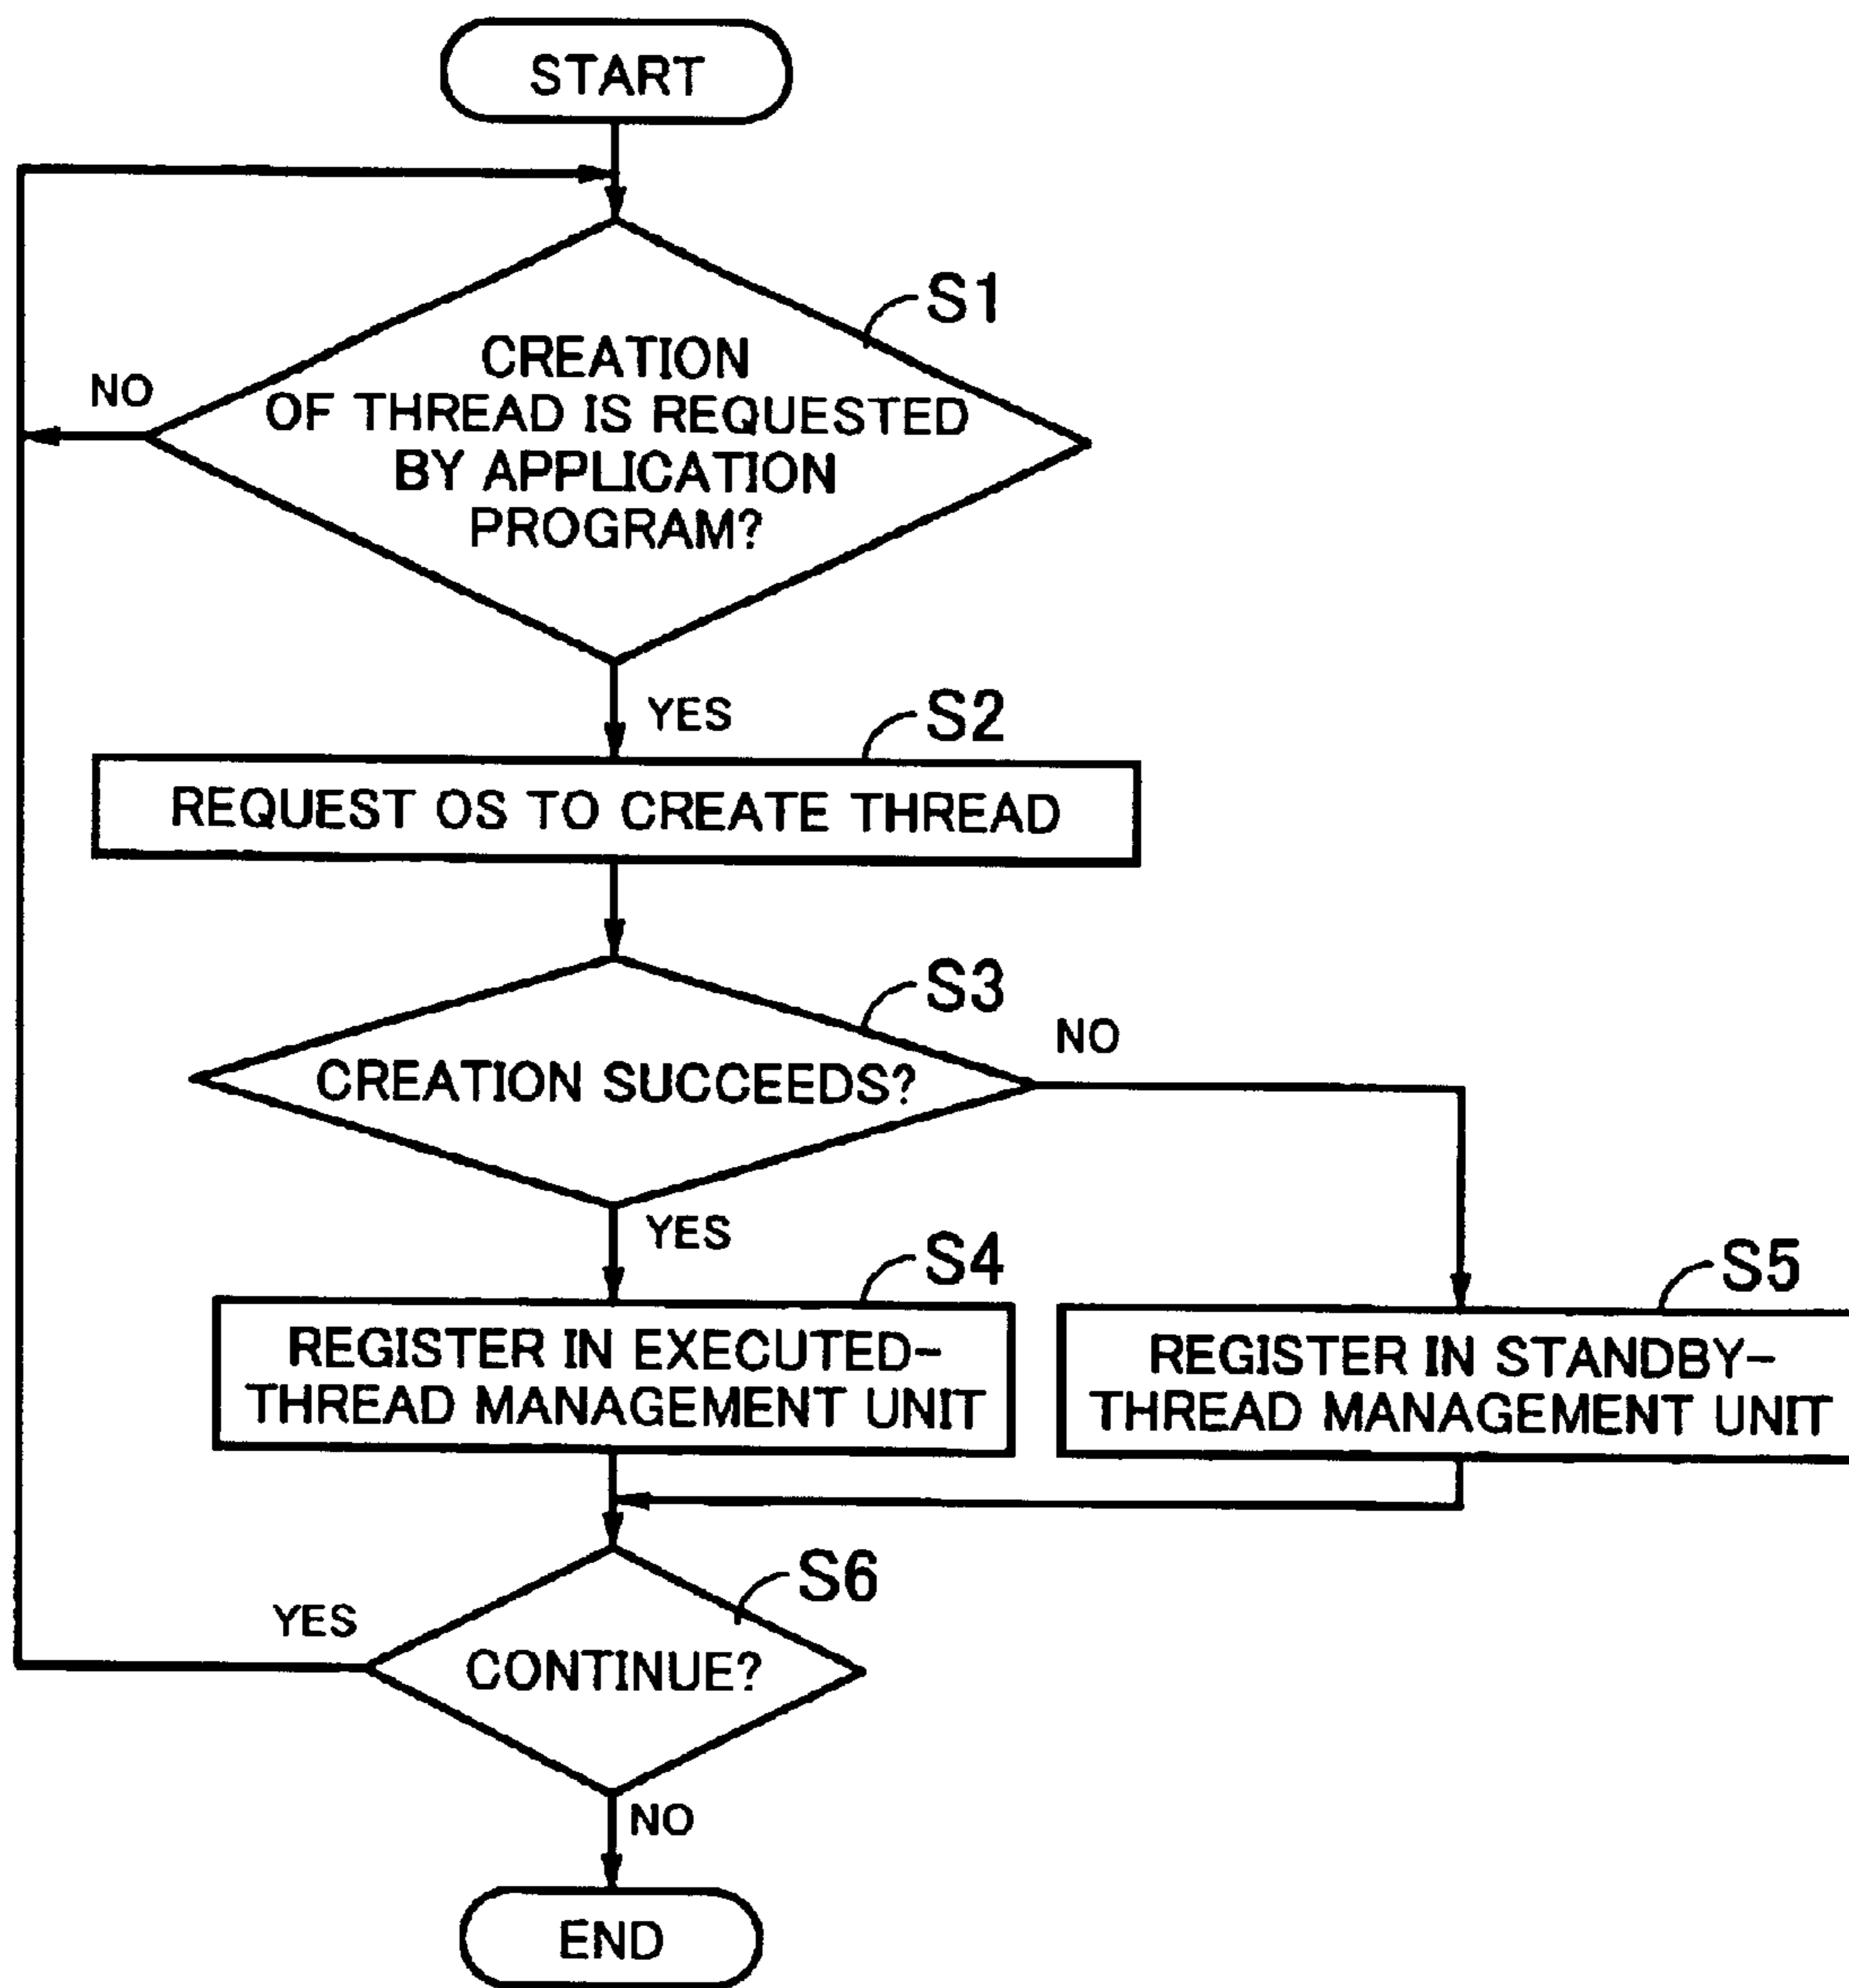 START
S1
CREATION
OF THREAD IS REQUESTED
BY APPLICATION
PROGRAM?
NO
YES
S2
REQUEST OS TO CREATE THREAD
S3
CREATION SUCCEEDS?
NO
YES
S4
REGISTER IN EXECUTED-
THREAD MANAGEMENT UNIT
S5
REGISTER IN STANDBY-
THREAD MANAGEMENT UNIT
S6
YES
CONTINUE?
NO
END